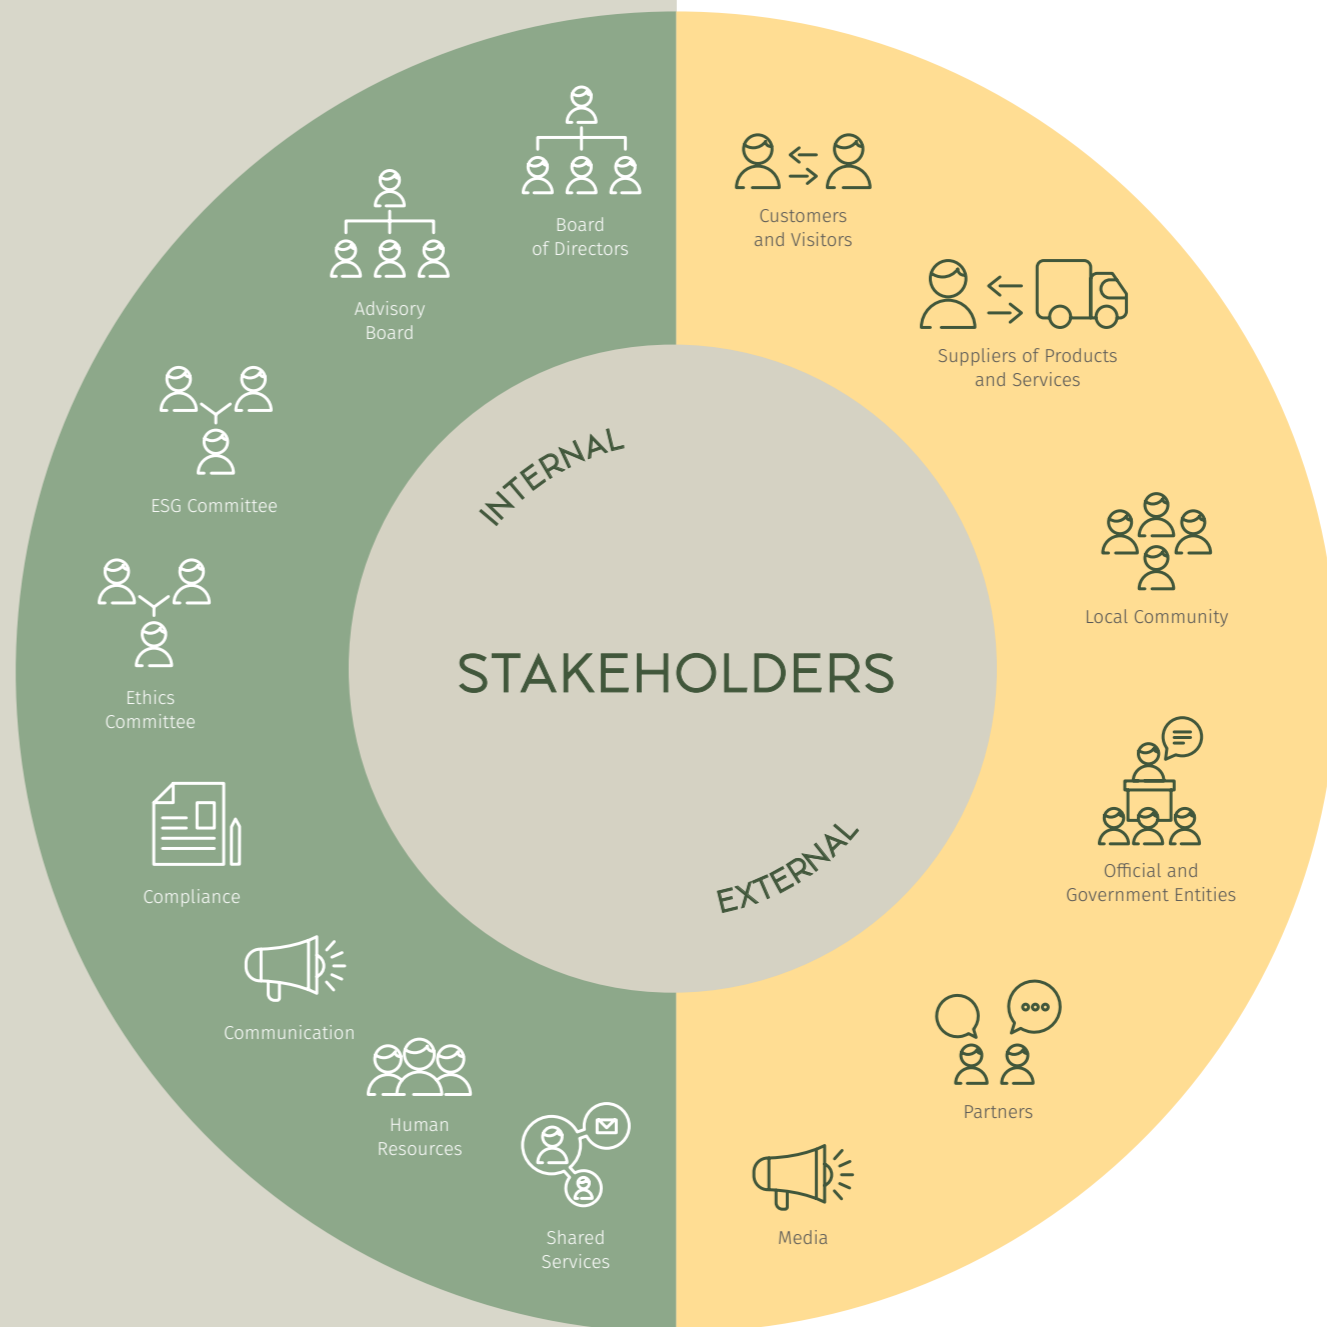 STAKEHOLDERS
INTERNAL
Board
of Directors
Advisory
Board
ESG Committee
Ethics
Committee
Compliance
Communication
Human
Resources
Shared
Services
EXTERNAL
Customers
and Visitors
Suppliers of Products
and Services
Local Community
Official and
Government Entities
Partners
Media